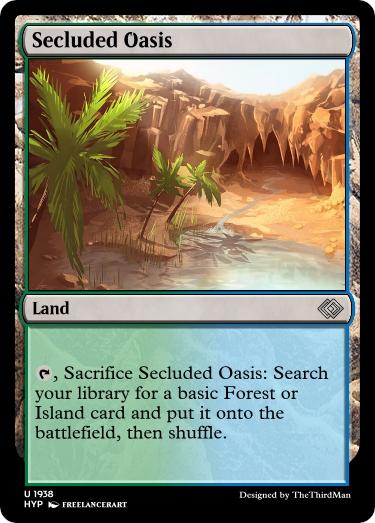 Secluded Oasis
Land
, Sacrifice Secluded Oasis: Search
your library for a basic Forest or
Island card and put it onto the
battlefield, then shuffle.
U 1938
HYP FREELANCERART
Designed by TheThirdMan